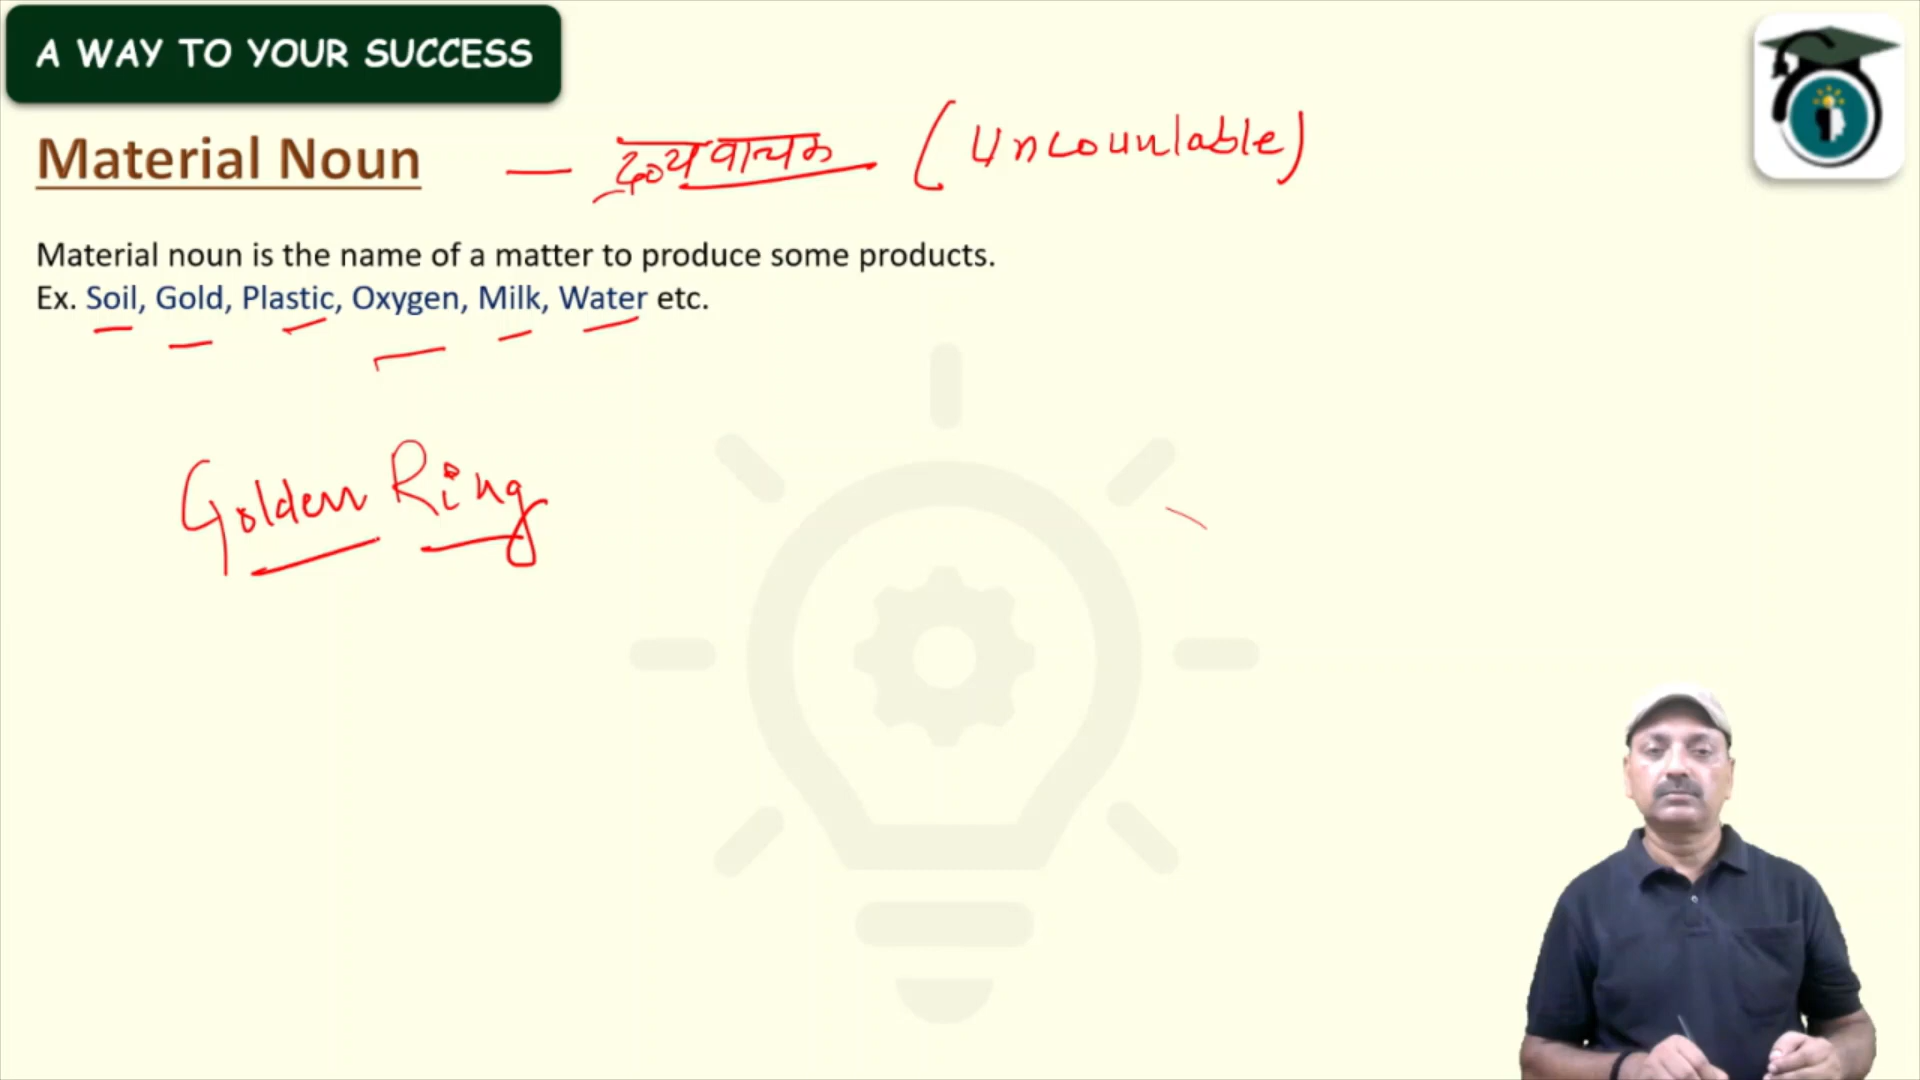 A WAY TO YOUR SUCCESS
Material Noun — द्रव्यवाचक (Uncountable)
Material noun is the name of a matter to produce some products.
Ex. Soil, Gold, Plastic, Oxygen, Milk, Water etc.
Golden Ring